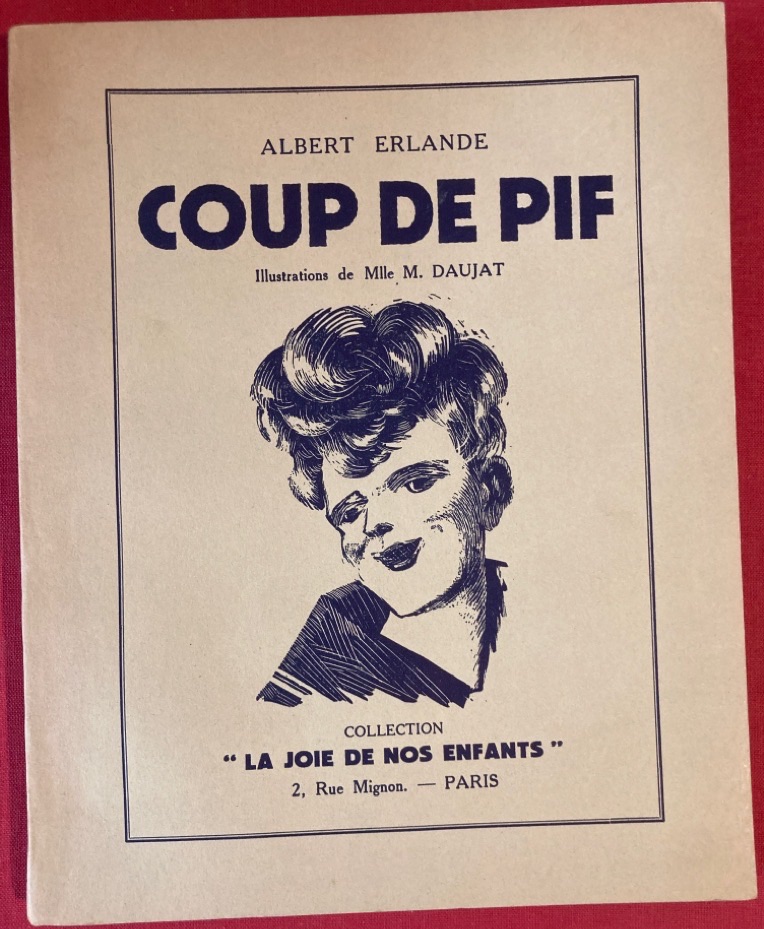 ALBERT ERLANDE
COUP DE PIF
Illustrations de Mlle M. DAUJAT
COLLECTION
“ LA JOIE DE NOS ENFANTS ”
2, Rue Mignon. — PARIS